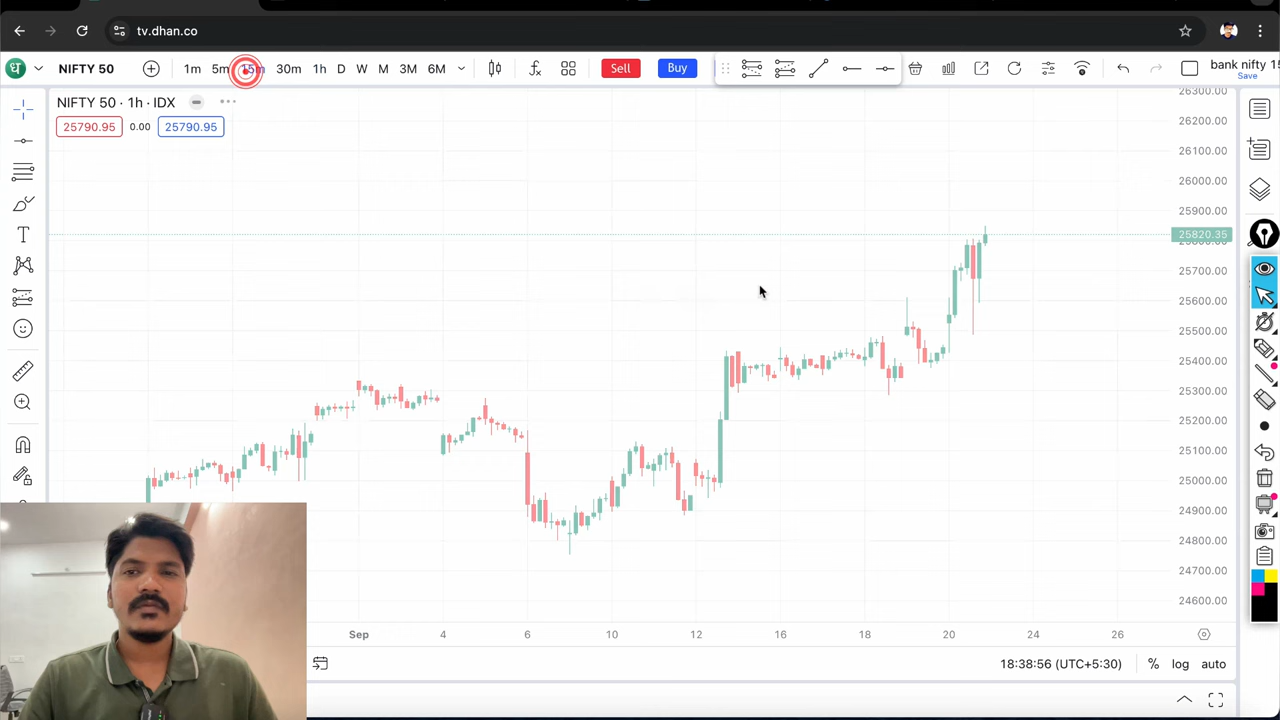 tv.dhan.co
ध NIFTY 50 1m 5m 15m 30m 1h D W M 3M 6M Sell Buy bank nifty 15
Save
NIFTY 50 · 1h · IDX
25790.95 0.00 25790.95
26300.00
26200.00
26100.00
26000.00
25900.00
25820.35
25700.00
25600.00
25500.00
25400.00
25300.00
25200.00
25100.00
25000.00
24900.00
24800.00
24700.00
24600.00
Sep 4 6 10 12 16 18 20 24 26
18:38:56 (UTC+5:30) % log auto